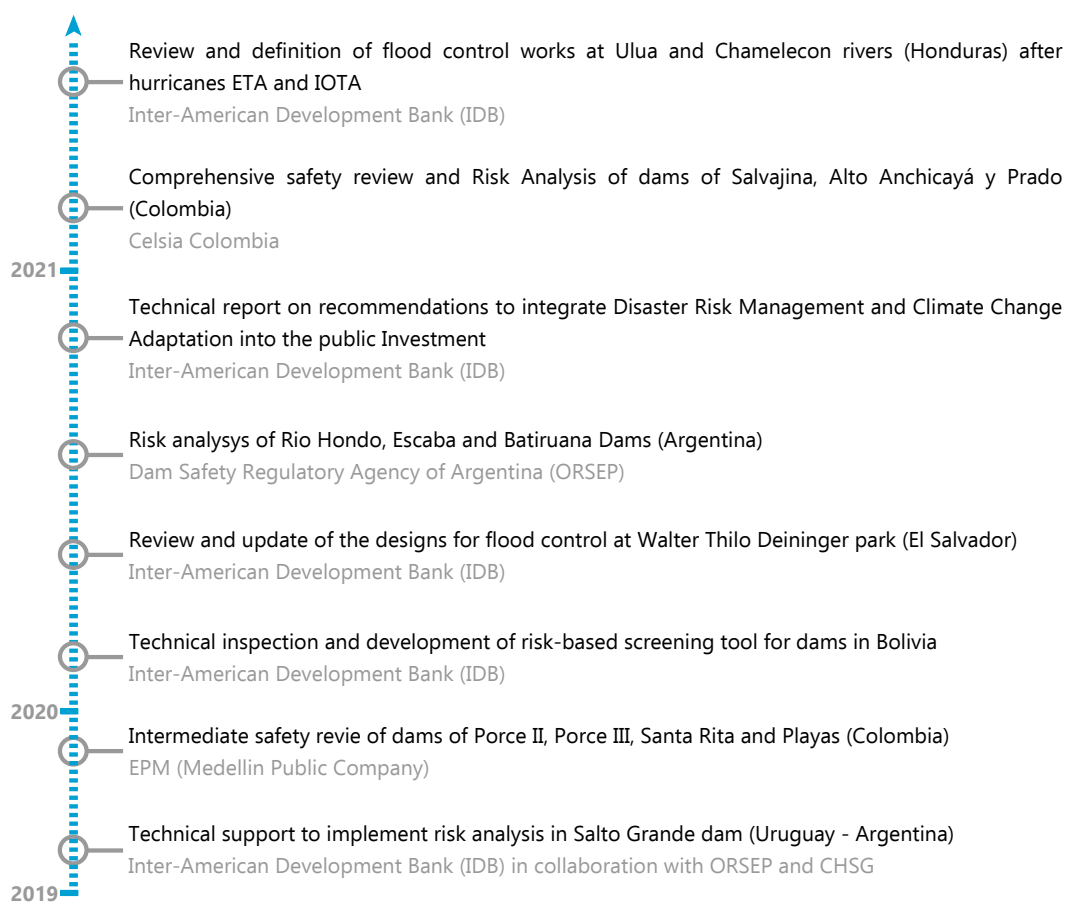 Review and definition of flood control works at Ulua and Chamelecon rivers (Honduras) after
hurricanes ETA and IOTA
Inter-American Development Bank (IDB)
Comprehensive safety review and Risk Analysis of dams of Salvajina, Alto Anchicayá y Prado
(Colombia)
Celsia Colombia
2021
Technical report on recommendations to integrate Disaster Risk Management and Climate Change
Adaptation into the public Investment
Inter-American Development Bank (IDB)
Risk analysys of Rio Hondo, Escaba and Batiruana Dams (Argentina)
Dam Safety Regulatory Agency of Argentina (ORSEP)
Review and update of the designs for flood control at Walter Thilo Deininger park (El Salvador)
Inter-American Development Bank (IDB)
Technical inspection and development of risk-based screening tool for dams in Bolivia
Inter-American Development Bank (IDB)
2020
Intermediate safety revie of dams of Porce II, Porce III, Santa Rita and Playas (Colombia)
EPM (Medellin Public Company)
Technical support to implement risk analysis in Salto Grande dam (Uruguay - Argentina)
Inter-American Development Bank (IDB) in collaboration with ORSEP and CHSG
2019